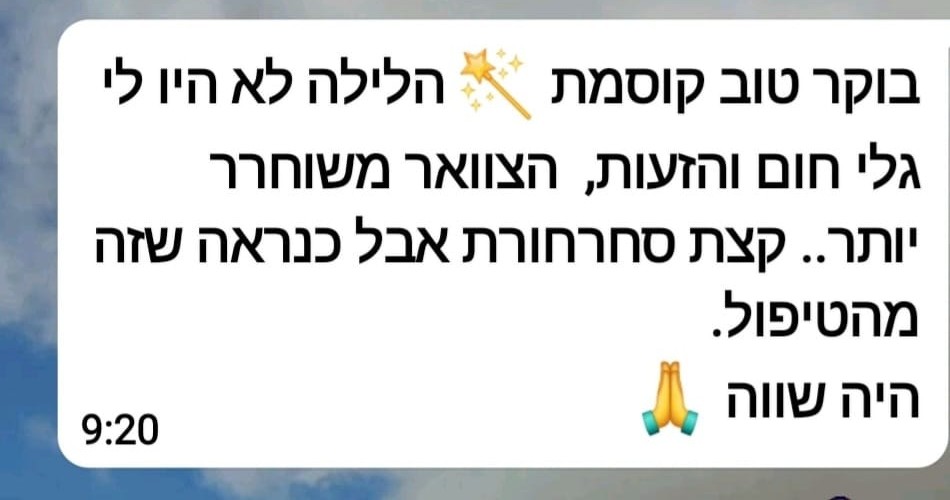 בוקר טוב קוסמת 🪄 הלילה לא היו לי
גלי חום והזעות, הצוואר משוחרר
יותר.. קצת סחרחורת אבל כנראה שזה
מהטיפול.
היה שווה 🙏
9:20